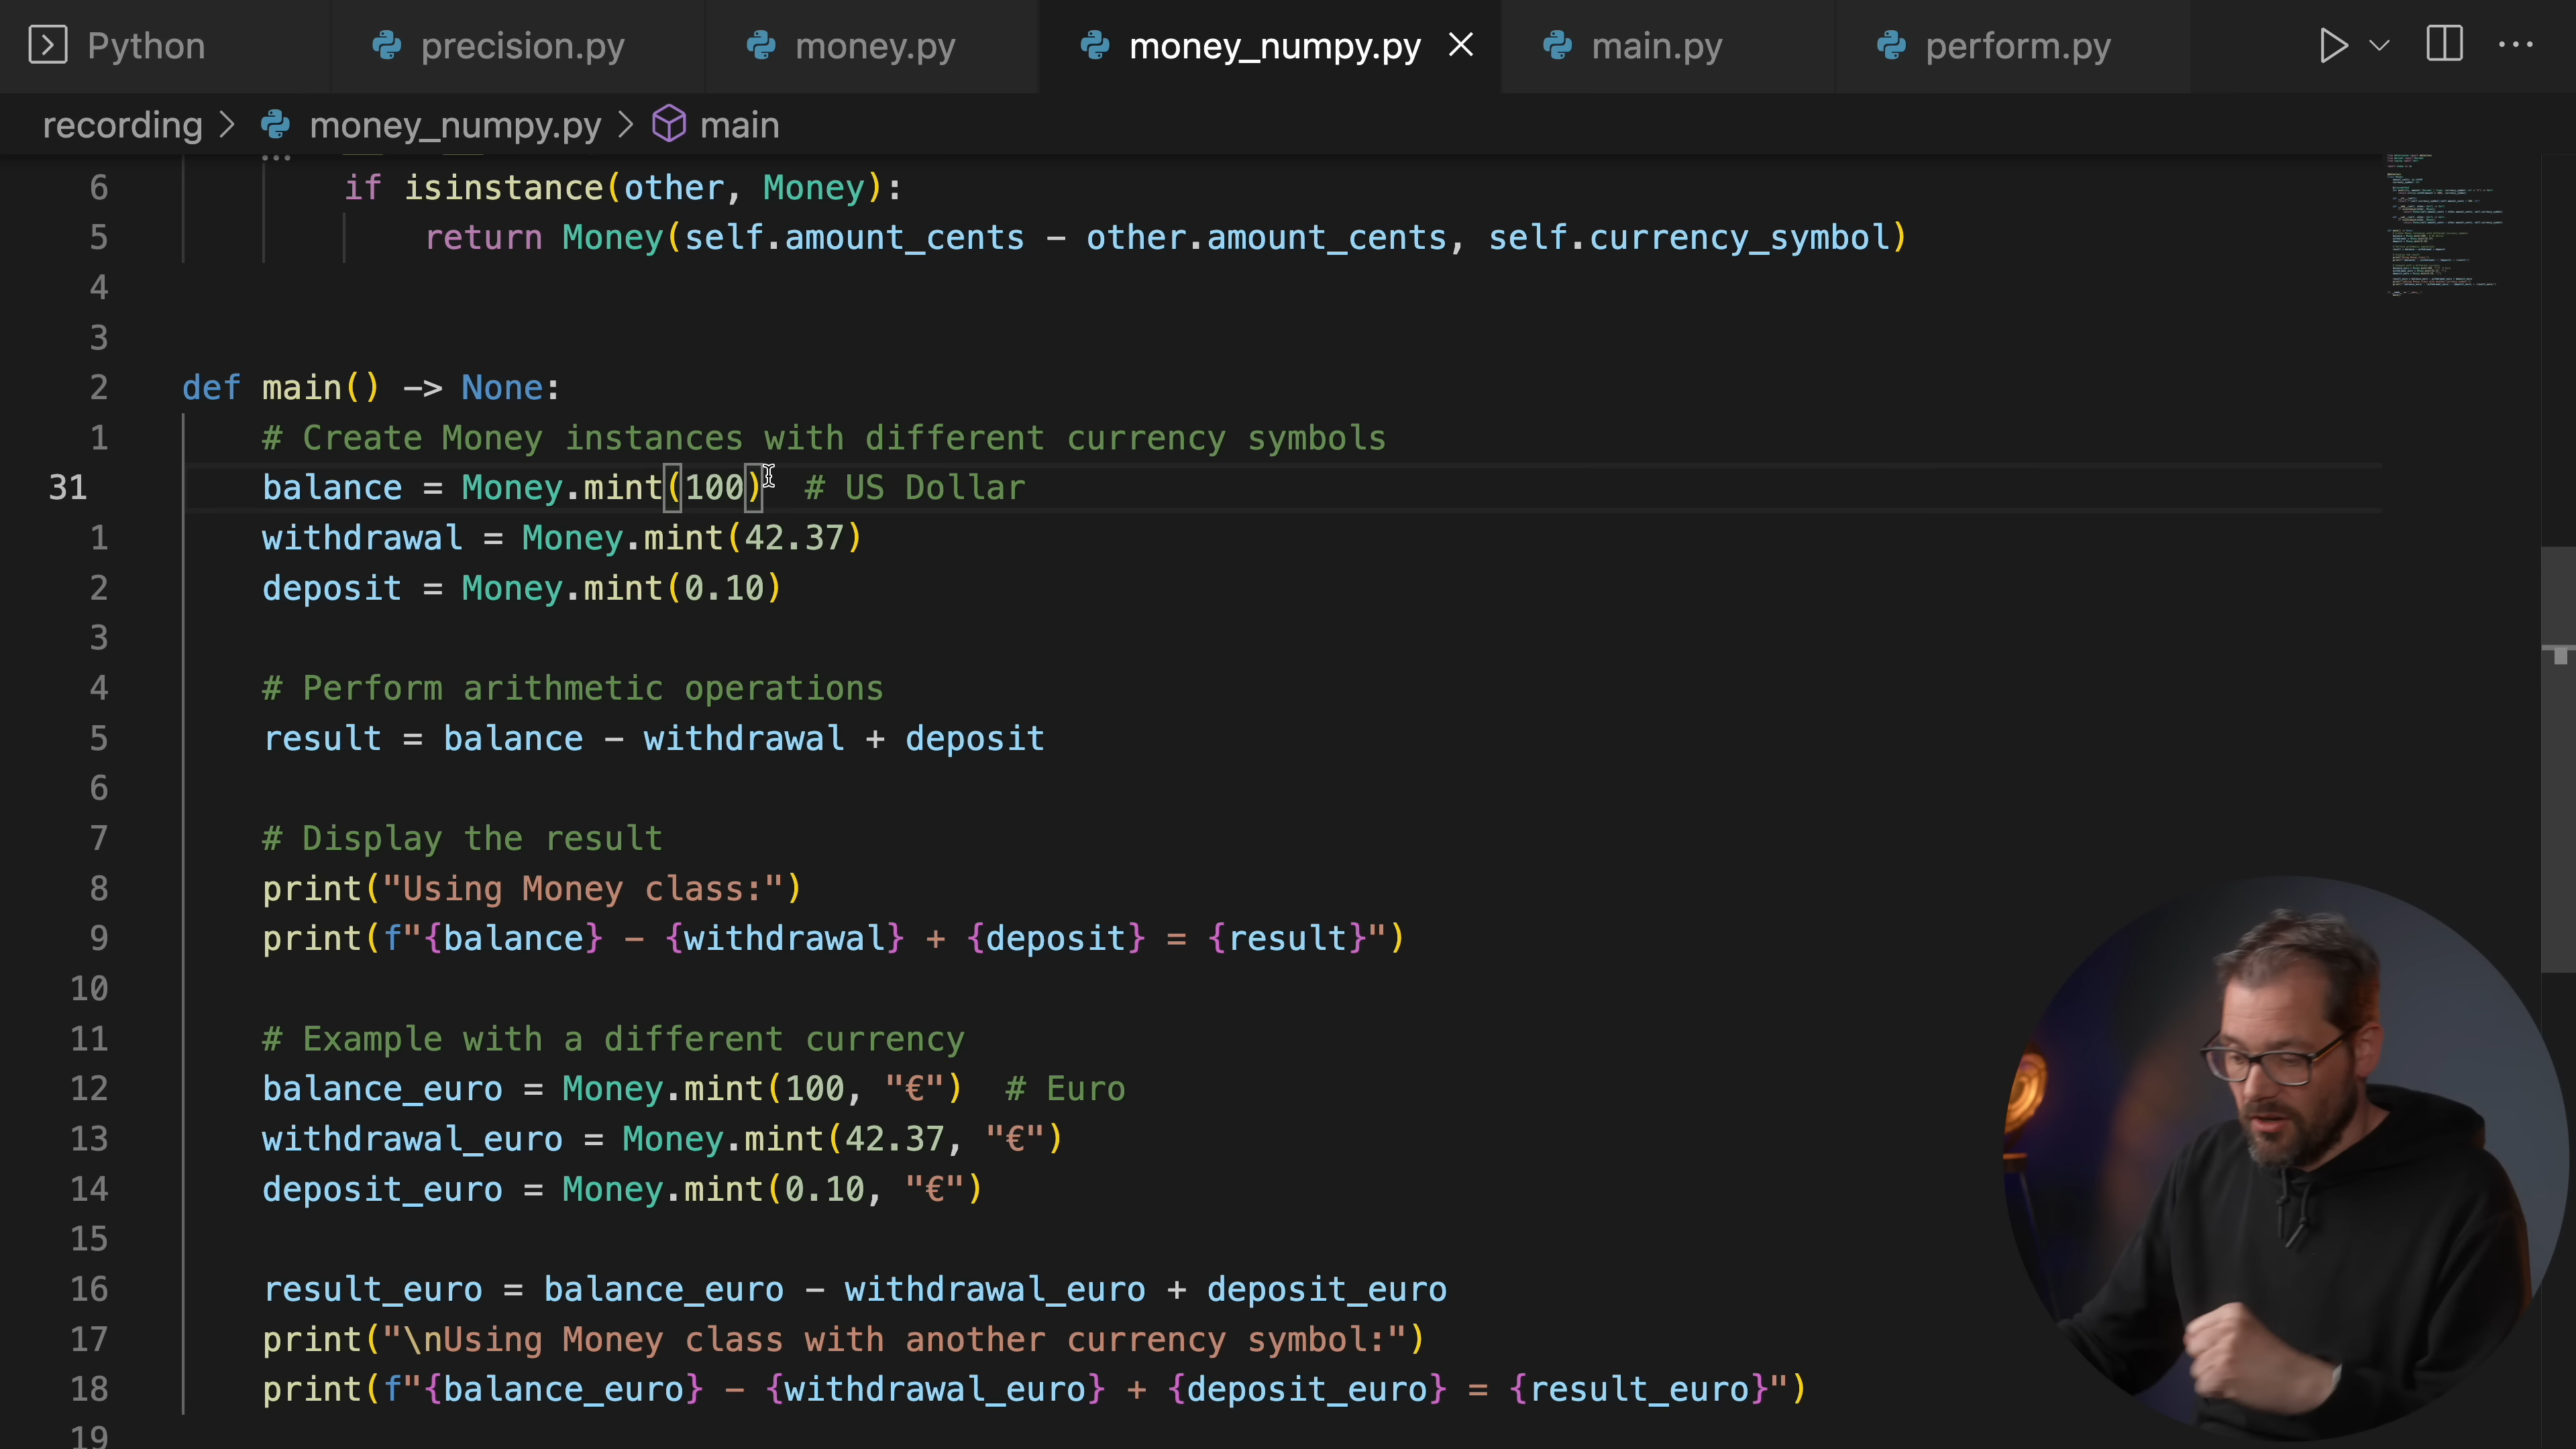 Python precision.py money.py money_numpy.py main.py perform.py
recording > money_numpy.py > main
6 if isinstance(other, Money):
5 return Money(self.amount_cents - other.amount_cents, self.currency_symbol)
4
3
2 def main() -> None:
1 # Create Money instances with different currency symbols
31 balance = Money.mint(100) # US Dollar
1 withdrawal = Money.mint(42.37)
2 deposit = Money.mint(0.10)
3
4 # Perform arithmetic operations
5 result = balance - withdrawal + deposit
6
7 # Display the result
8 print("Using Money class:")
9 print(f"{balance} - {withdrawal} + {deposit} = {result}")
10
11 # Example with a different currency
12 balance_euro = Money.mint(100, "€") # Euro
13 withdrawal_euro = Money.mint(42.37, "€")
14 deposit_euro = Money.mint(0.10, "€")
15
16 result_euro = balance_euro - withdrawal_euro + deposit_euro
17 print("\nUsing Money class with another currency symbol:")
18 print(f"{balance_euro} - {withdrawal_euro} + {deposit_euro} = {result_euro}")
19